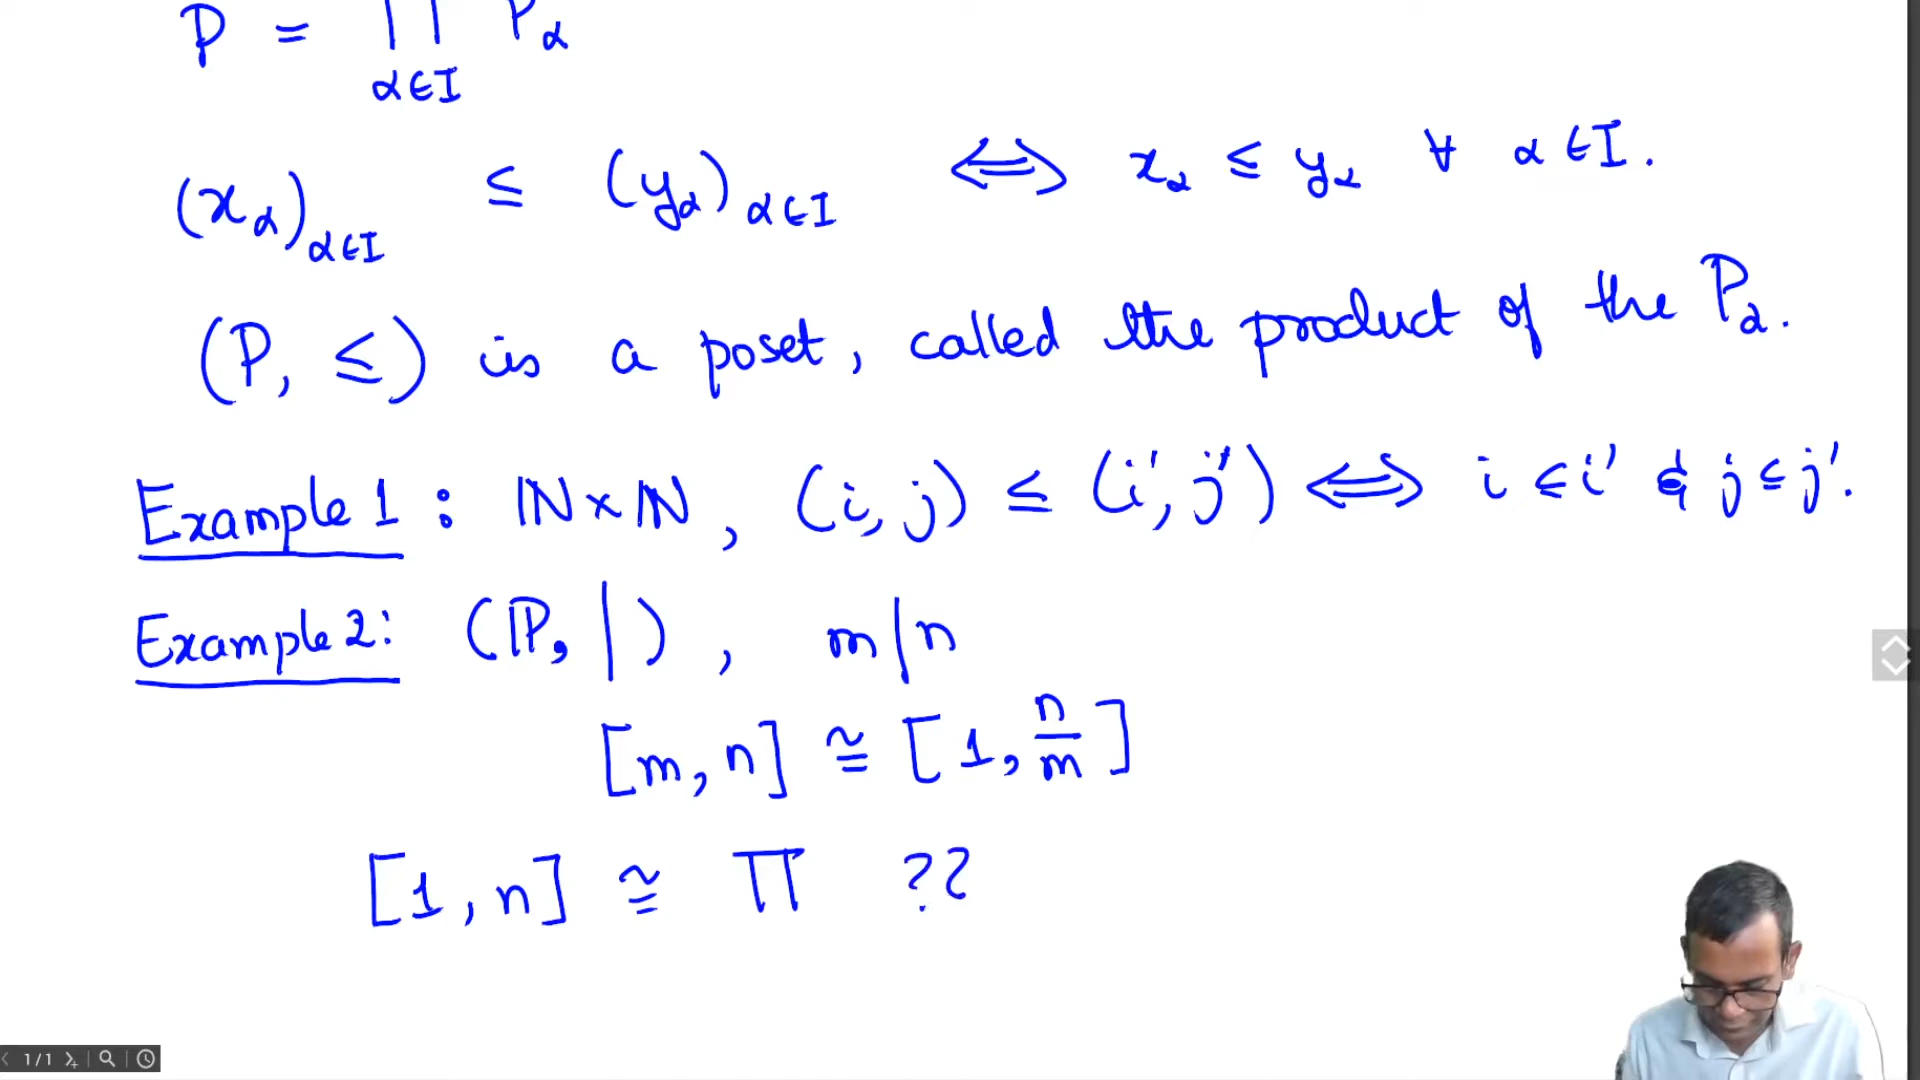 P = ∏ P_α
α∈I
(x_α)_{α∈I} ≤ (y_α)_{α∈I} ⟺ x_α ≤ y_α ∀ α∈I.
(P, ≤) is a poset, called the product of the P_α.
Example 1 : ℕ×ℕ, (i, j) ≤ (i', j') ⟺ i ≤ i' & j ≤ j'.
Example 2: (ℙ, |), m|n
[m, n] ≅ [1, n/m]
[1, n] ≅ ∏ ??
1/1